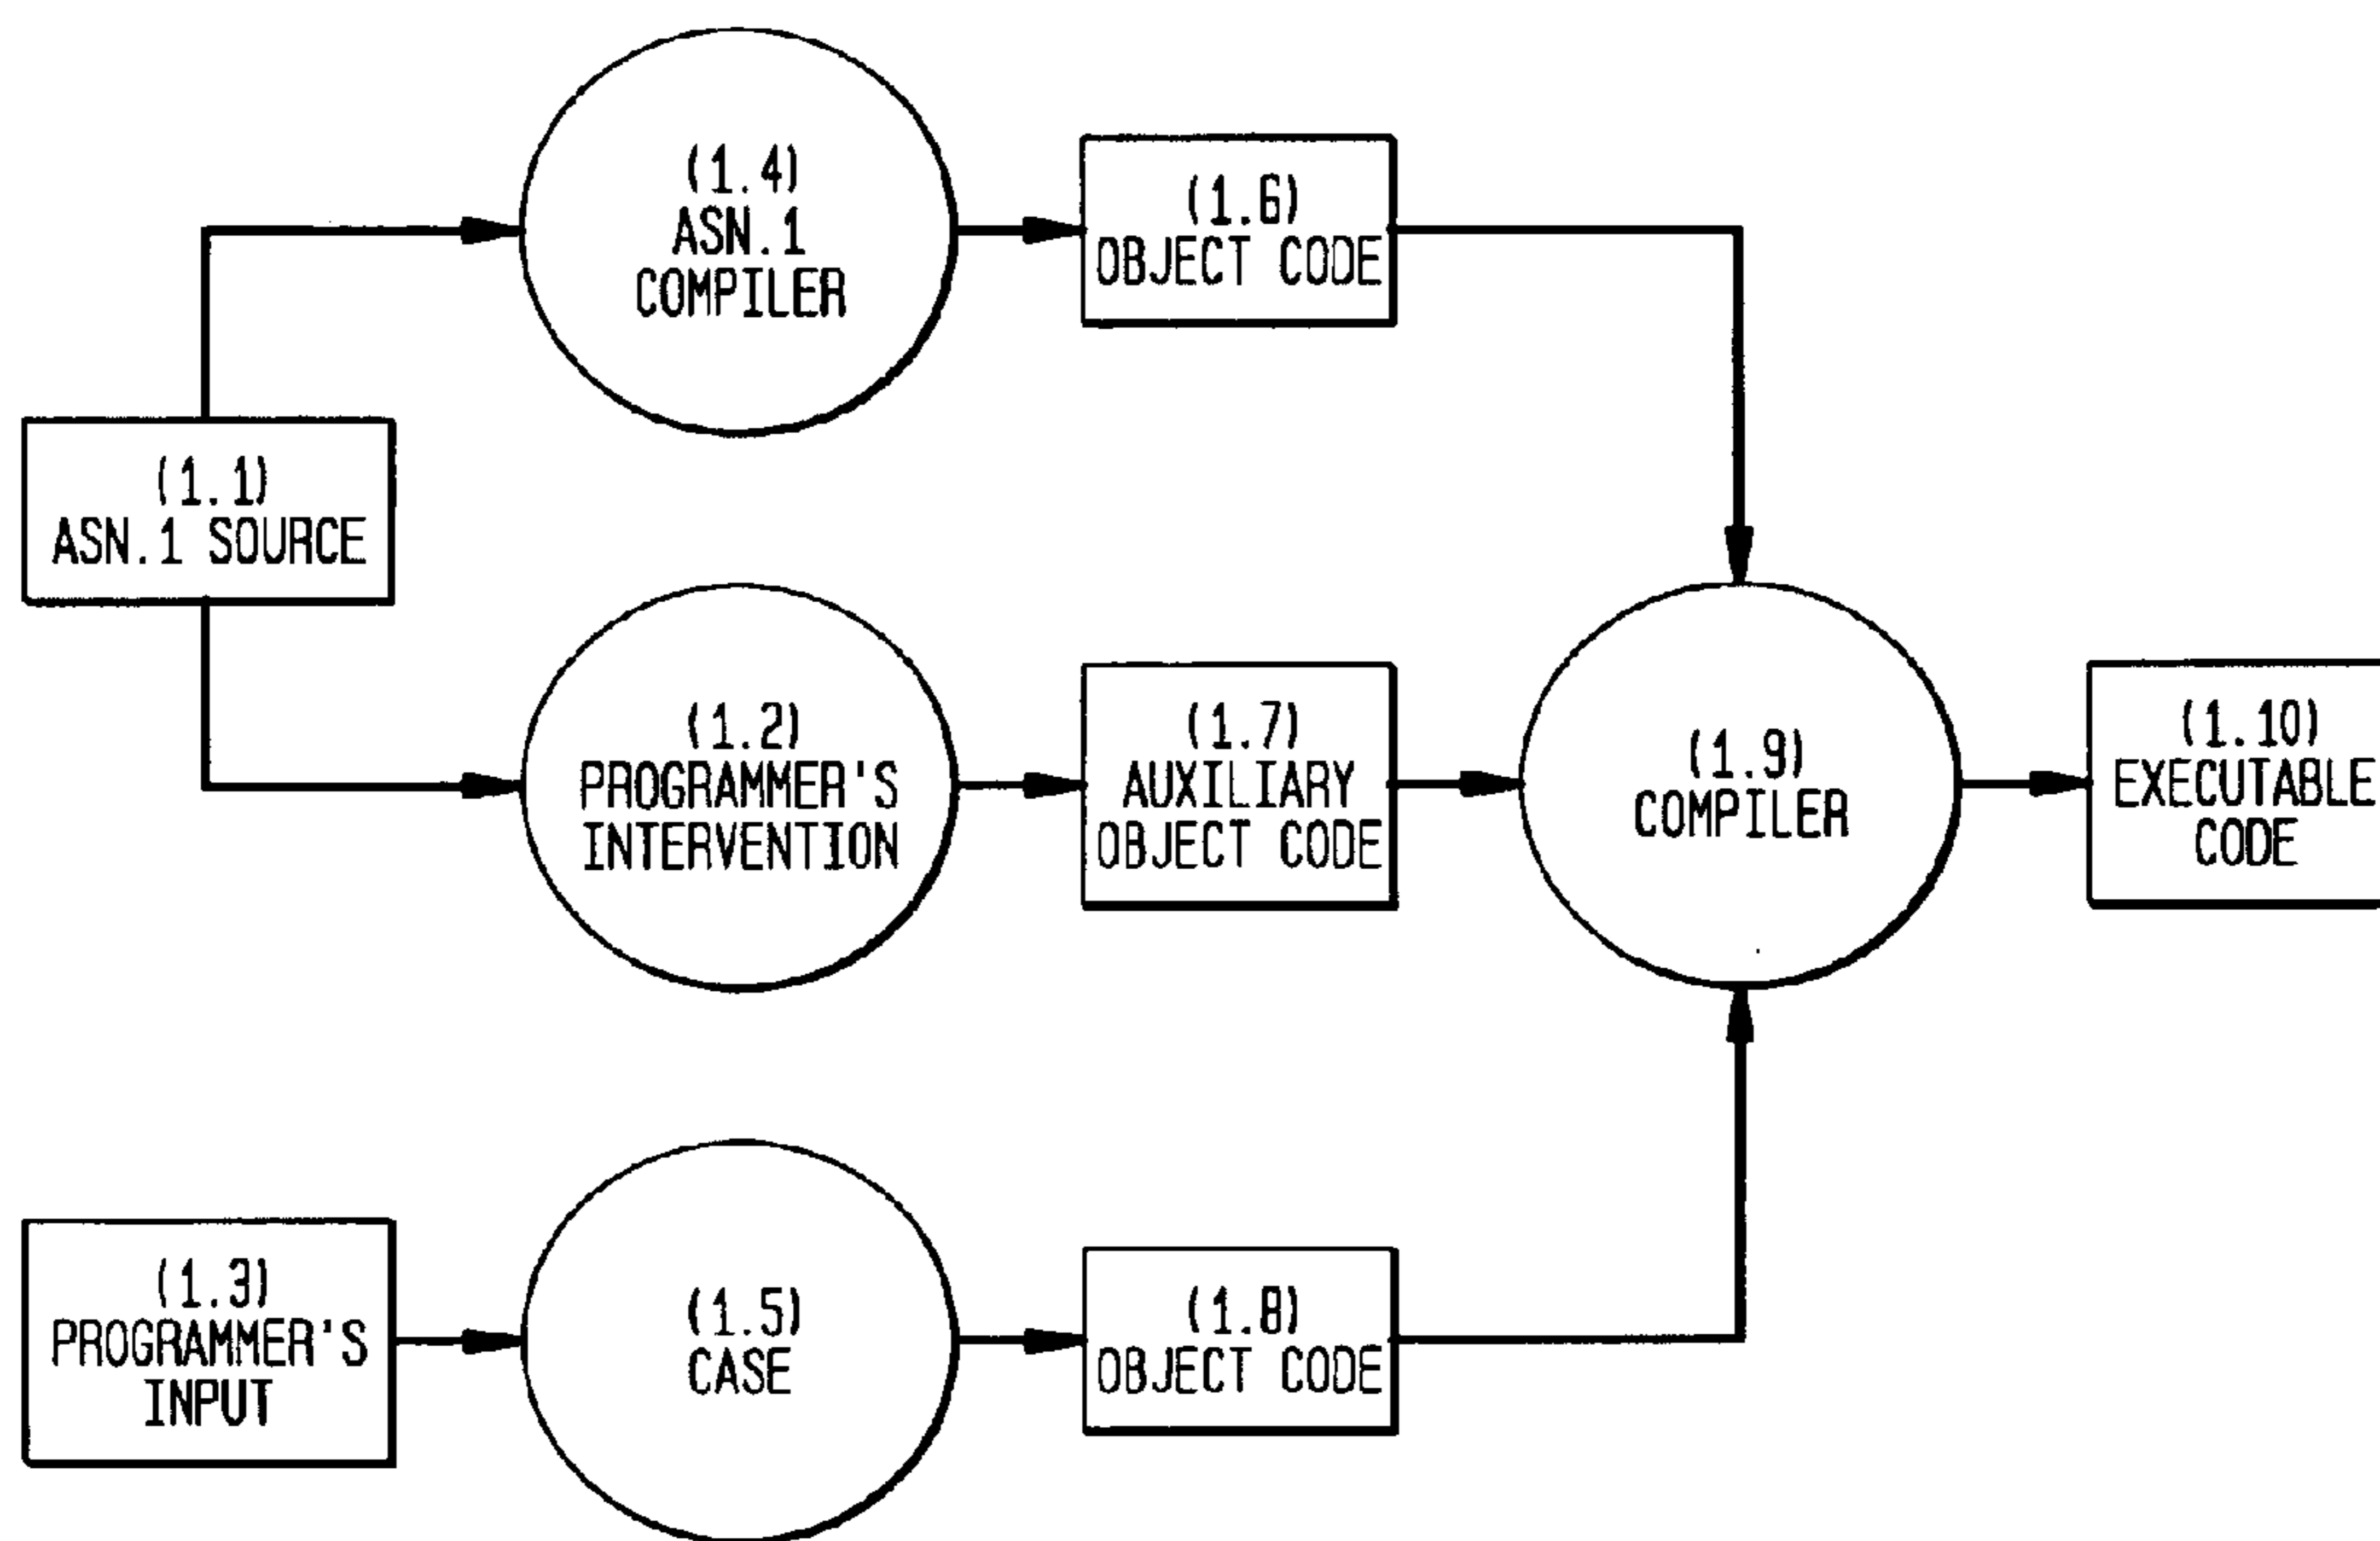 (1.4)
ASN.1
COMPILER
(1.6)
OBJECT CODE
(1.1)
ASN.1 SOURCE
(1.2)
PROGRAMMER'S
INTERVENTION
(1.7)
AUXILIARY
OBJECT CODE
(1.9)
COMPILER
(1.10)
EXECUTABLE
CODE
(1.3)
PROGRAMMER'S
INPUT
(1.5)
CASE
(1.8)
OBJECT CODE